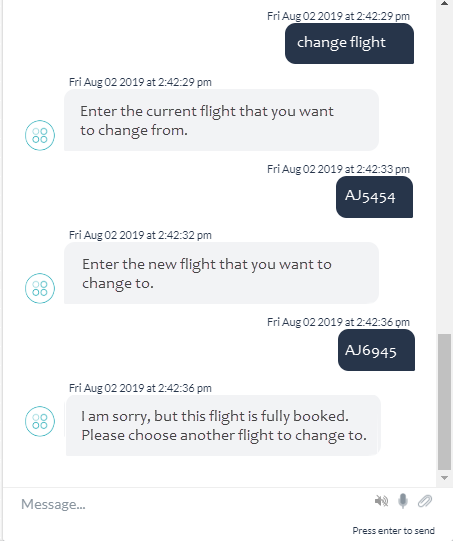 Fri Aug 02 2019 at 2:42:29 pm
change flight
Fri Aug 02 2019 at 2:42:29 pm
Enter the current flight that you want
to change from.
Fri Aug 02 2019 at 2:42:33 pm
AJ5454
Fri Aug 02 2019 at 2:42:32 pm
Enter the new flight that you want to
change to.
Fri Aug 02 2019 at 2:42:36 pm
AJ6945
Fri Aug 02 2019 at 2:42:36 pm
I am sorry, but this flight is fully booked.
Please choose another flight to change to.
Message...
Press enter to send